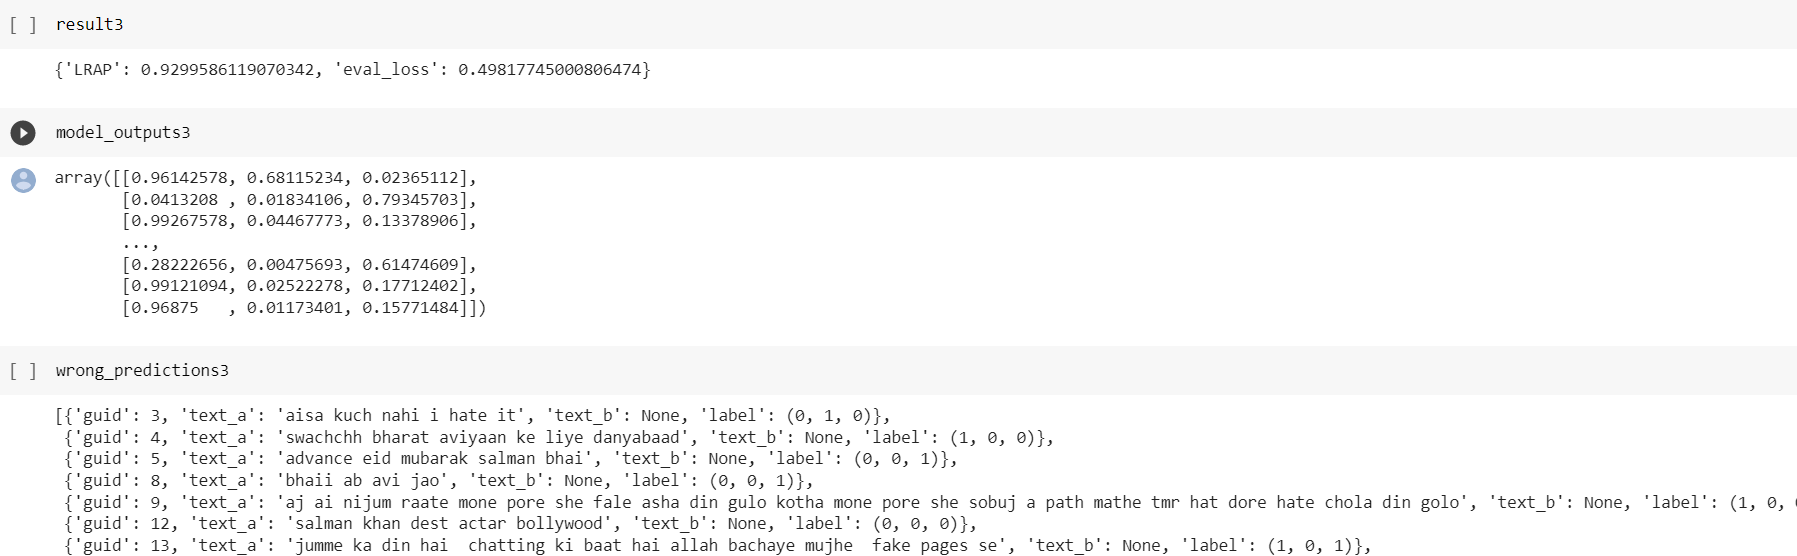 [ ] result3
{'LRAP': 0.9299586119070342, 'eval_loss': 0.49817745000806474}
model_outputs3
array([[0.96142578, 0.68115234, 0.02365112],
[0.0413208 , 0.01834106, 0.79345703],
[0.99267578, 0.04467773, 0.13378906],
...,
[0.28222656, 0.00475693, 0.61474609],
[0.99121094, 0.02522278, 0.17712402],
[0.96875   , 0.01173401, 0.15771484]])
[ ] wrong_predictions3
[{'guid': 3, 'text_a': 'aisa kuch nahi i hate it', 'text_b': None, 'label': (0, 1, 0)},
{'guid': 4, 'text_a': 'swachchh bharat aviyaan ke liye danyabaad', 'text_b': None, 'label': (1, 0, 0)},
{'guid': 5, 'text_a': 'advance eid mubarak salman bhai', 'text_b': None, 'label': (0, 0, 1)},
{'guid': 8, 'text_a': 'bhaii ab avi jao', 'text_b': None, 'label': (0, 0, 1)},
{'guid': 9, 'text_a': 'aj ai nijum raate mone pore she fale asha din gulo kotha mone pore she sobuj a path mathe tmr hat dore hate chola din golo', 'text_b': None, 'label': (1, 0,
{'guid': 12, 'text_a': 'salman khan dest actar bollywood', 'text_b': None, 'label': (0, 0, 0)},
{'guid': 13, 'text_a': 'jumme ka din hai  chatting ki baat hai allah bachaye mujhe  fake pages se', 'text_b': None, 'label': (1, 0, 1)},